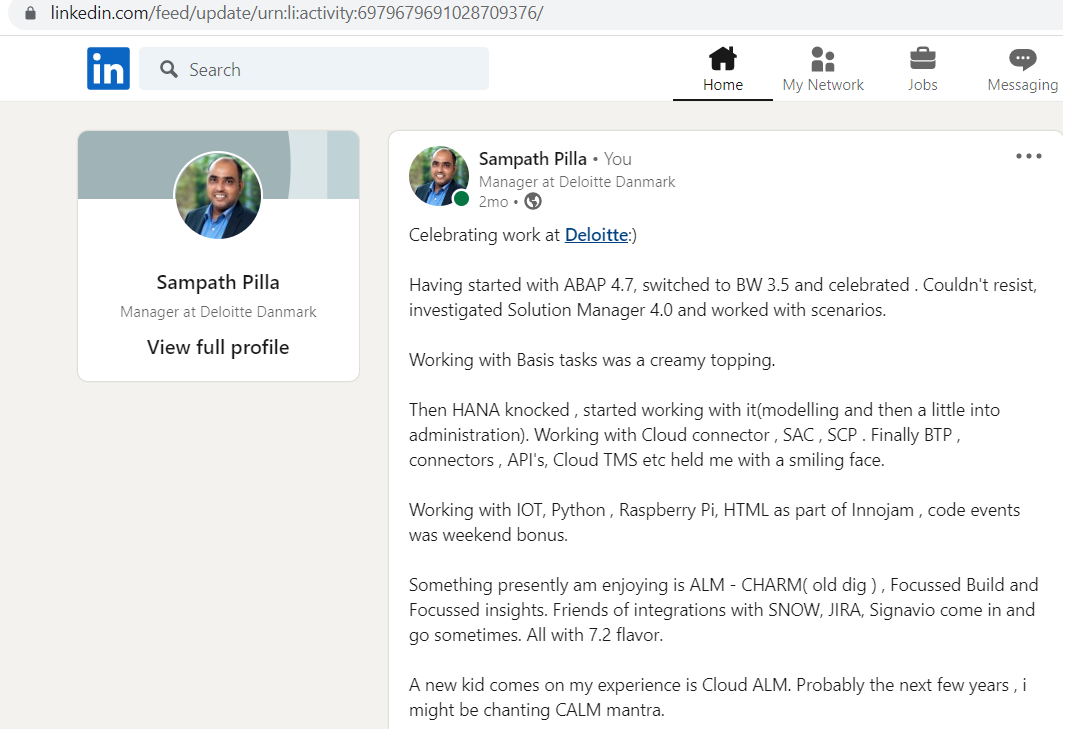 linkedin.com/feed/update/urn:li:activity:6979679691028709376/
in
Search
Home
My Network
Jobs
Messaging
Sampath Pilla
Manager at Deloitte Danmark
View full profile
Sampath Pilla • You
Manager at Deloitte Danmark
2mo •
Celebrating work at Deloitte:)
Having started with ABAP 4.7, switched to BW 3.5 and celebrated . Couldn't resist,
investigated Solution Manager 4.0 and worked with scenarios.
Working with Basis tasks was a creamy topping.
Then HANA knocked , started working with it(modelling and then a little into
administration). Working with Cloud connector , SAC , SCP . Finally BTP ,
connectors , API's, Cloud TMS etc held me with a smiling face.
Working with IOT, Python , Raspberry Pi, HTML as part of Innojam , code events
was weekend bonus.
Something presently am enjoying is ALM - CHARM( old dig ) , Focussed Build and
Focussed insights. Friends of integrations with SNOW, JIRA, Signavio come in and
go sometimes. All with 7.2 flavor.
A new kid comes on my experience is Cloud ALM. Probably the next few years , i
might be chanting CALM mantra.